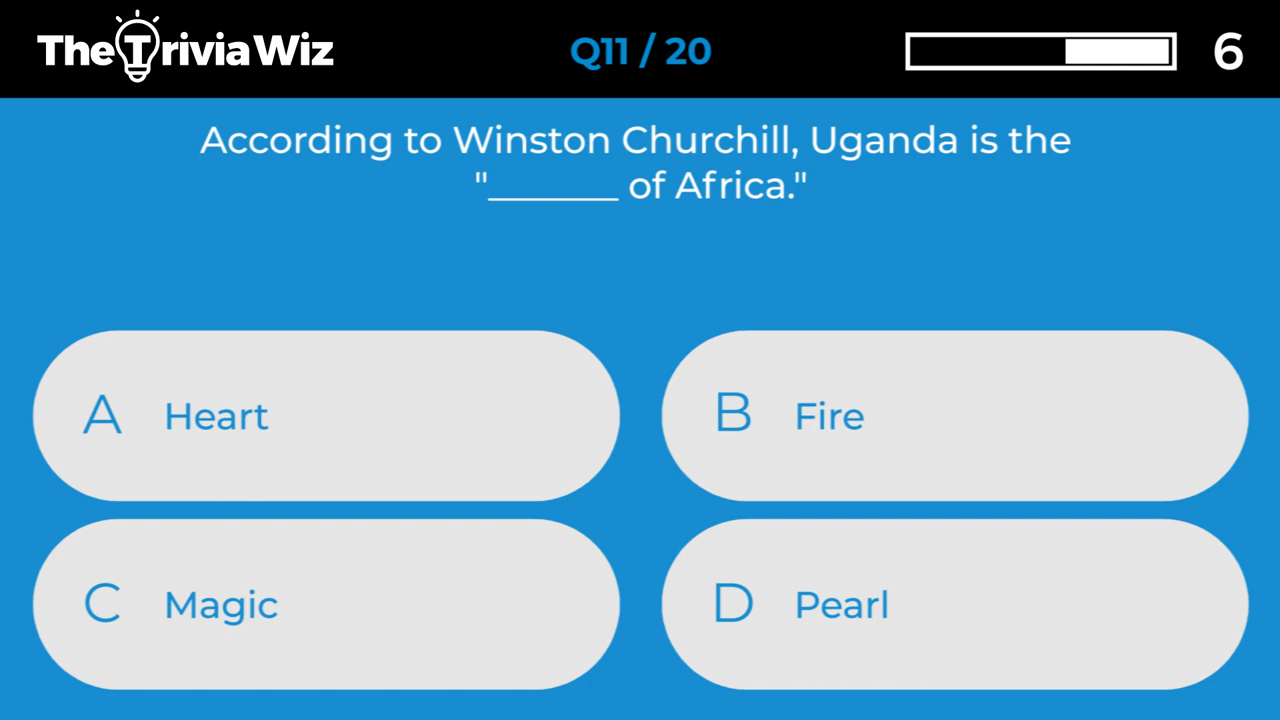 The Trivia Wiz
Q11 / 20
6
According to Winston Churchill, Uganda is the
"_______ of Africa."
A Heart
B Fire
C Magic
D Pearl